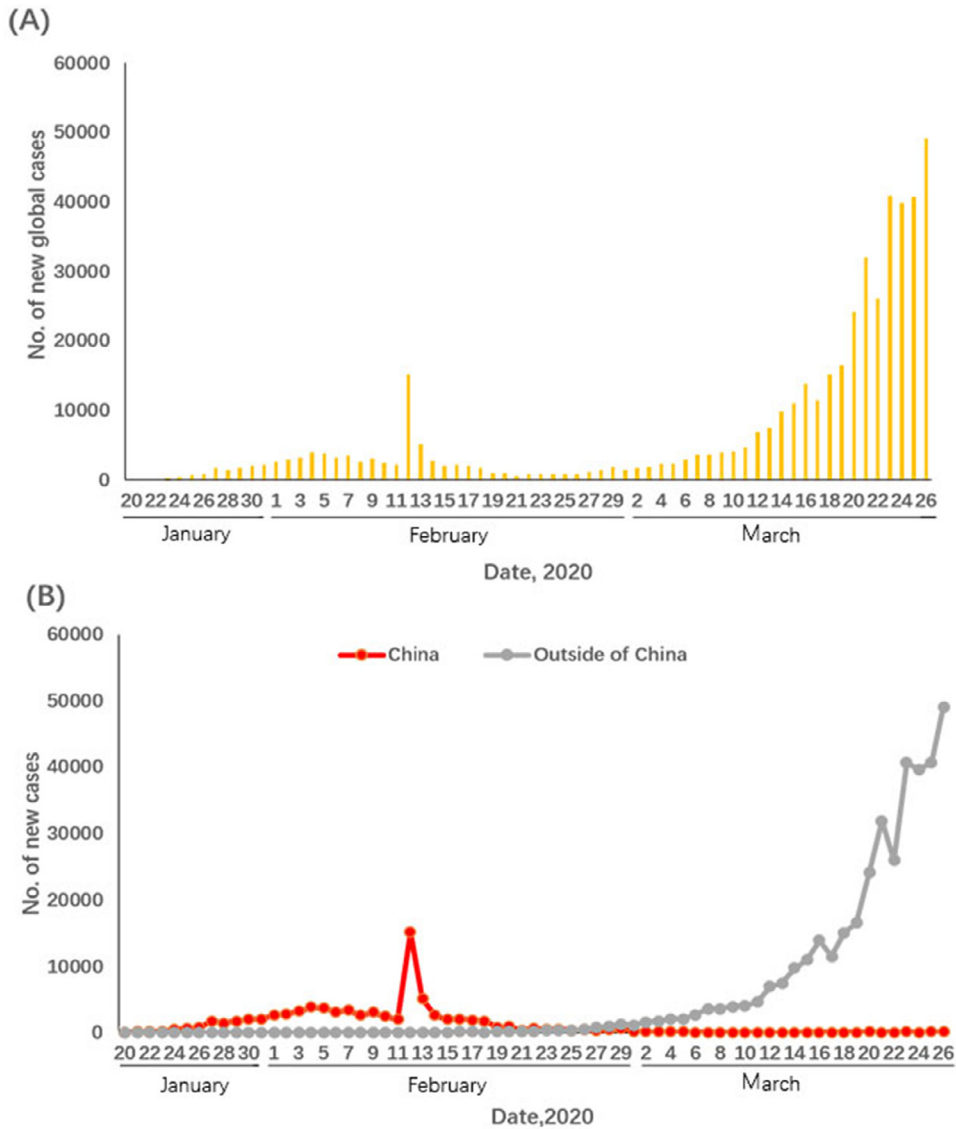 (A)
60000
50000
40000
30000
20000
10000
0
No. of new global cases
20 22 24 26 28 30 1 3 5 7 9 11 13 15 17 19 21 23 25 27 29 2 4 6 8 10 12 14 16 18 20 22 24 26
January February March
Date, 2020
(B)
60000
50000
40000
30000
20000
10000
0
No. of new cases
China Outside of China
20 22 24 26 28 30 1 3 5 7 9 11 13 15 17 19 21 23 25 27 29 2 4 6 8 10 12 14 16 18 20 22 24 26
January February March
Date,2020